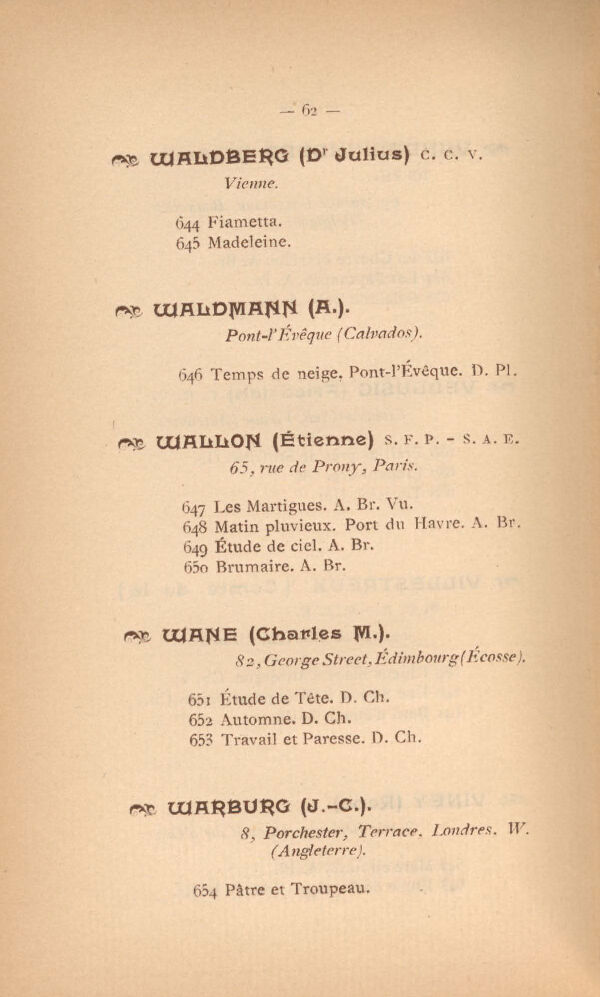 — 62 —
WALDBERG (Dr Julius) C. C. V.
Vienne.
644 Fiametta.
645 Madeleine.
WALDMANN (A.).
Pont-l'Évêque (Calvados).
646 Temps de neige, Pont-l'Évêque. D. Pl.
WALLON (Étienne) S. F. P. - S. A. E.
65, rue de Prony, Paris.
647 Les Martigues. A. Br. Vu.
648 Matin pluvieux. Port du Havre. A. Br.
649 Étude de ciel. A. Br.
650 Brumaire. A. Br.
WANE (Charles M.).
82, George Street, Édimbourg (Écosse).
651 Étude de Tête. D. Ch.
652 Automne. D. Ch.
653 Travail et Paresse. D. Ch.
WARBURG (J.-C.).
8, Porchester, Terrace, Londres. W.
(Angleterre).
654 Pâtre et Troupeau.